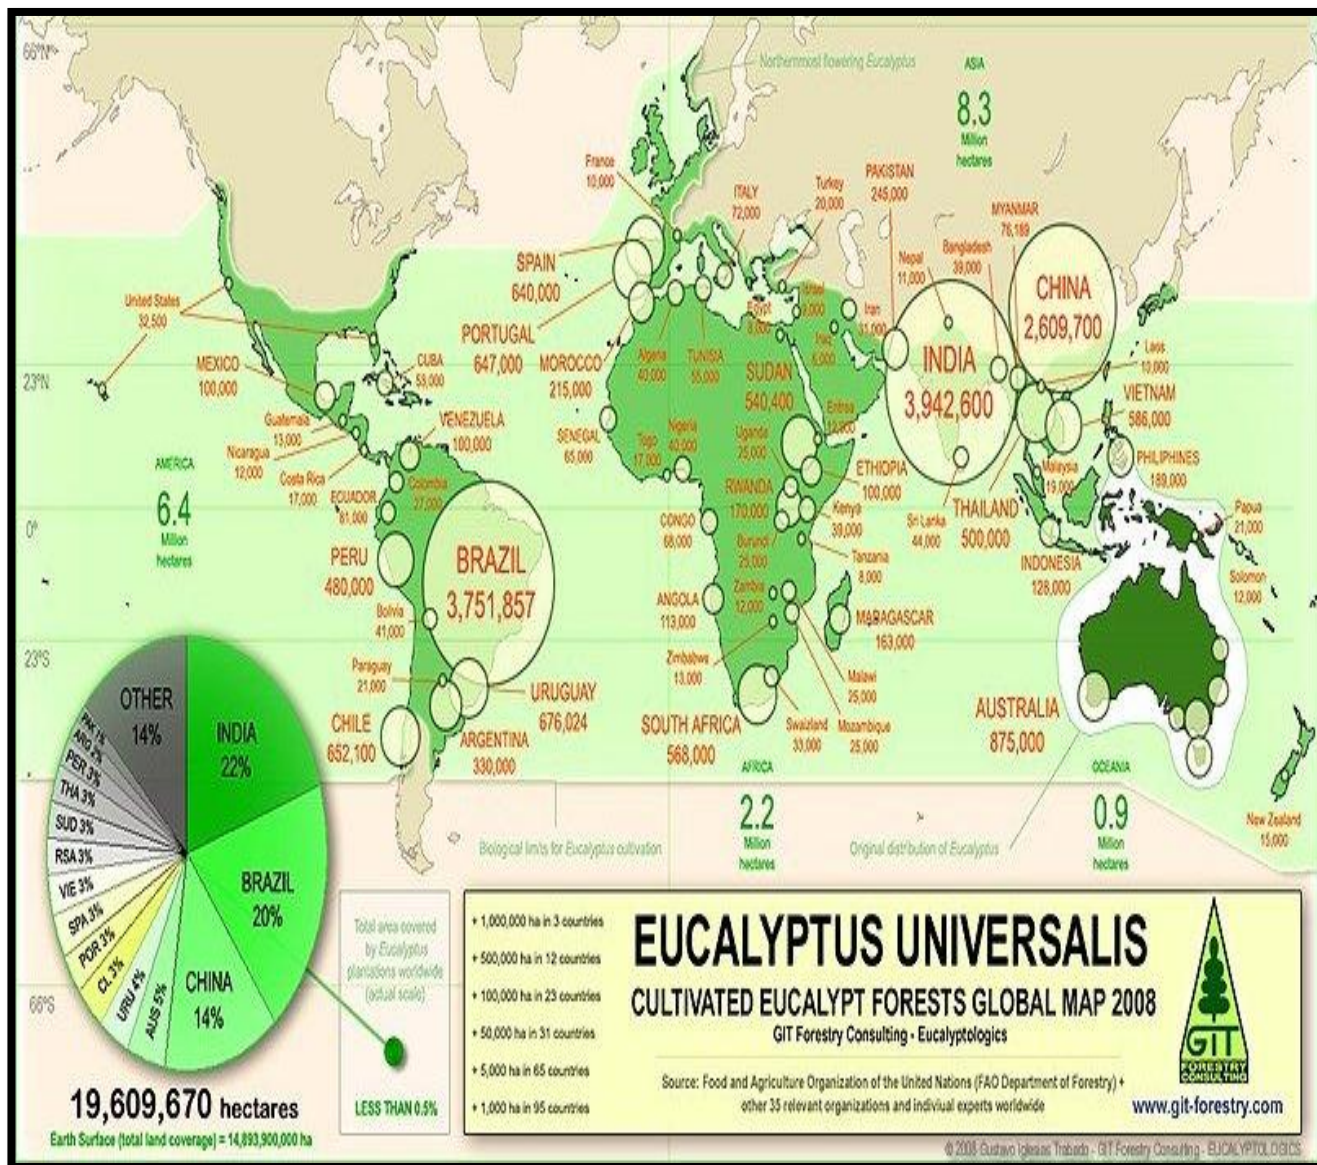 66ºN
Northernmost flowering Eucalyptus
ASIA
8.3
Million
hectares
France
10,000
ITALY
72,000
Turkey
20,000
PAKISTAN
245,000
MYANMAR
76,189
Nepal
11,000
Bangladesh
39,000
SPAIN
640,000
CHINA
2,609,700
United States
32,500
PORTUGAL
647,000
Israel
Egypt
Iran
Iraq
MEXICO
100,000
CUBA
MOROCCO
215,000
Algeria
40,000
TUNISIA
55,000
SUDAN
540,400
INDIA
3,942,600
Laos
10,000
23ºN
VIETNAM
586,000
Guatemala
13,000
VENEZUELA
100,000
SENEGAL
65,000
Togo
17,000
Nigeria
40,000
Uganda
25,000
Eritrea
ETHIOPIA
100,000
Nicaragua
12,000
Costa Rica
17,000
Colombia
ECUADOR
81,000
AMERICA
6.4
Million
hectares
PHILIPHINES
189,000
Malaysia
19,000
RWANDA
170,000
Kenya
39,000
CONGO
68,000
Sri Lanka
44,000
THAILAND
500,000
Papua
21,000
0º
PERU
480,000
BRAZIL
3,751,857
Burundi
25,000
Tanzania
8,000
INDONESIA
128,000
Solomon
12,000
Bolivia
41,000
ANGOLA
113,000
Zambia
12,000
MADAGASCAR
163,000
23ºS
Paraguay
21,000
Zimbabwe
13,000
Malawi
25,000
URUGUAY
676,024
CHILE
652,100
ARGENTINA
330,000
SOUTH AFRICA
568,000
Swaziland
33,000
Mozambique
25,000
AUSTRALIA
875,000
AFRICA
2.2
Million
hectares
OCEANIA
0.9
Million
hectares
New Zealand
15,000
Biological limits for Eucalyptus cultivation
Original distribution of Eucalyptus
66ºS
OTHER
14%
INDIA
22%
BRAZIL
20%
CHINA
14%
AUS 5%
URU 4%
CL 3%
POR 3%
SPA 3%
VIE 3%
RSA 3%
SUD 3%
THA 3%
PER 3%
ARG 2%
PAK 1%
19,609,670 hectares
Earth Surface (total land coverage) = 14,893,900,000 ha
Total area covered
by Eucalyptus
plantations worldwide
(actual scale)
LESS THAN 0.5%
+ 1,000,000 ha in 3 countries
+ 500,000 ha in 12 countries
+ 100,000 ha in 23 countries
+ 50,000 ha in 31 countries
+ 5,000 ha in 65 countries
+ 1,000 ha in 95 countries
EUCALYPTUS UNIVERSALIS
CULTIVATED EUCALYPT FORESTS GLOBAL MAP 2008
GIT Forestry Consulting - Eucalyptologics
Source: Food and Agriculture Organization of the United Nations (FAO Department of Forestry) +
other 35 relevant organizations and indiviual experts worldwide
GIT
FORESTRY
CONSULTING
www.git-forestry.com
© 2008 Gustavo Iglesias Trabado - GIT Forestry Consulting - EUCALYPTOLOGICS